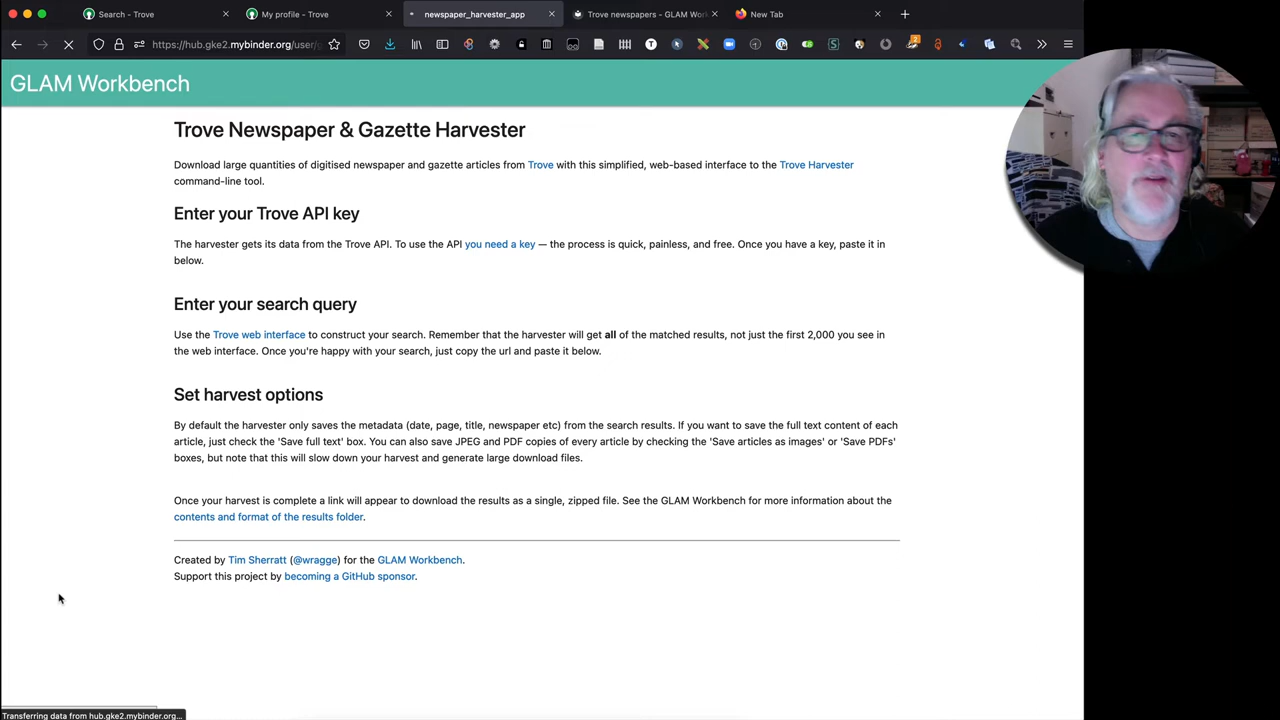 Search - Trove
My profile - Trove
newspaper_harvester_app
Trove newspapers - GLAM Work
New Tab
https://hub.gke2.mybinder.org/user/
2
GLAM Workbench
Trove Newspaper & Gazette Harvester
Download large quantities of digitised newspaper and gazette articles from Trove with this simplified, web-based interface to the Trove Harvester
command-line tool.
Enter your Trove API key
The harvester gets its data from the Trove API. To use the API you need a key — the process is quick, painless, and free. Once you have a key, paste it in
below.
Enter your search query
Use the Trove web interface to construct your search. Remember that the harvester will get all of the matched results, not just the first 2,000 you see in
the web interface. Once you're happy with your search, just copy the url and paste it below.
Set harvest options
By default the harvester only saves the metadata (date, page, title, newspaper etc) from the search results. If you want to save the full text content of each
article, just check the 'Save full text' box. You can also save JPEG and PDF copies of every article by checking the 'Save articles as images' or 'Save PDFs'
boxes, but note that this will slow down your harvest and generate large download files.
Once your harvest is complete a link will appear to download the results as a single, zipped file. See the GLAM Workbench for more information about the
contents and format of the results folder.
Created by Tim Sherratt (@wragge) for the GLAM Workbench.
Support this project by becoming a GitHub sponsor.
Transferring data from hub.gke2.mybinder.org...